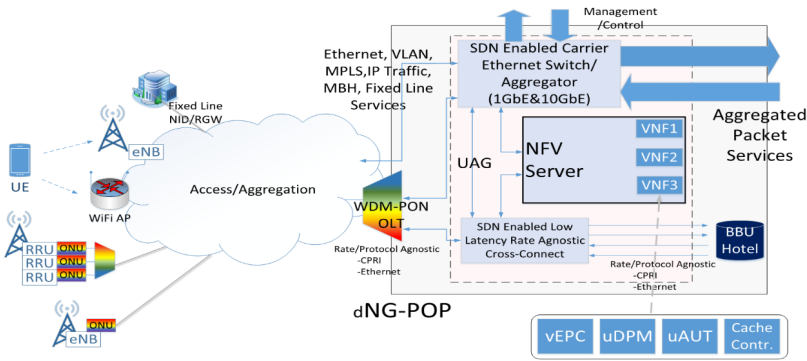 Management
/Control
Ethernet, VLAN,
MPLS,IP Traffic,
MBH, Fixed Line
Services
SDN Enabled Carrier
Ethernet Switch/
Aggregator
(1GbE&10GbE)
Aggregated
Packet
Services
Fixed Line
NID/RGW
eNB
UE
WiFi AP
Access/Aggregation
UAG
NFV
Server
VNF1
VNF2
VNF3
WDM-PON
OLT
SDN Enabled Low
Latency Rate Agnostic
Cross-Connect
BBU
Hotel
Rate/Protocol Agnostic
-CPRI
-Ethernet
Rate/Protocol Agnostic
-CPRI
-Ethernet
RRU ONU
RRU ONU
RRU ONU
ONU
eNB
dNG-POP
vEPC
uDPM
uAUT
Cache
Contr.